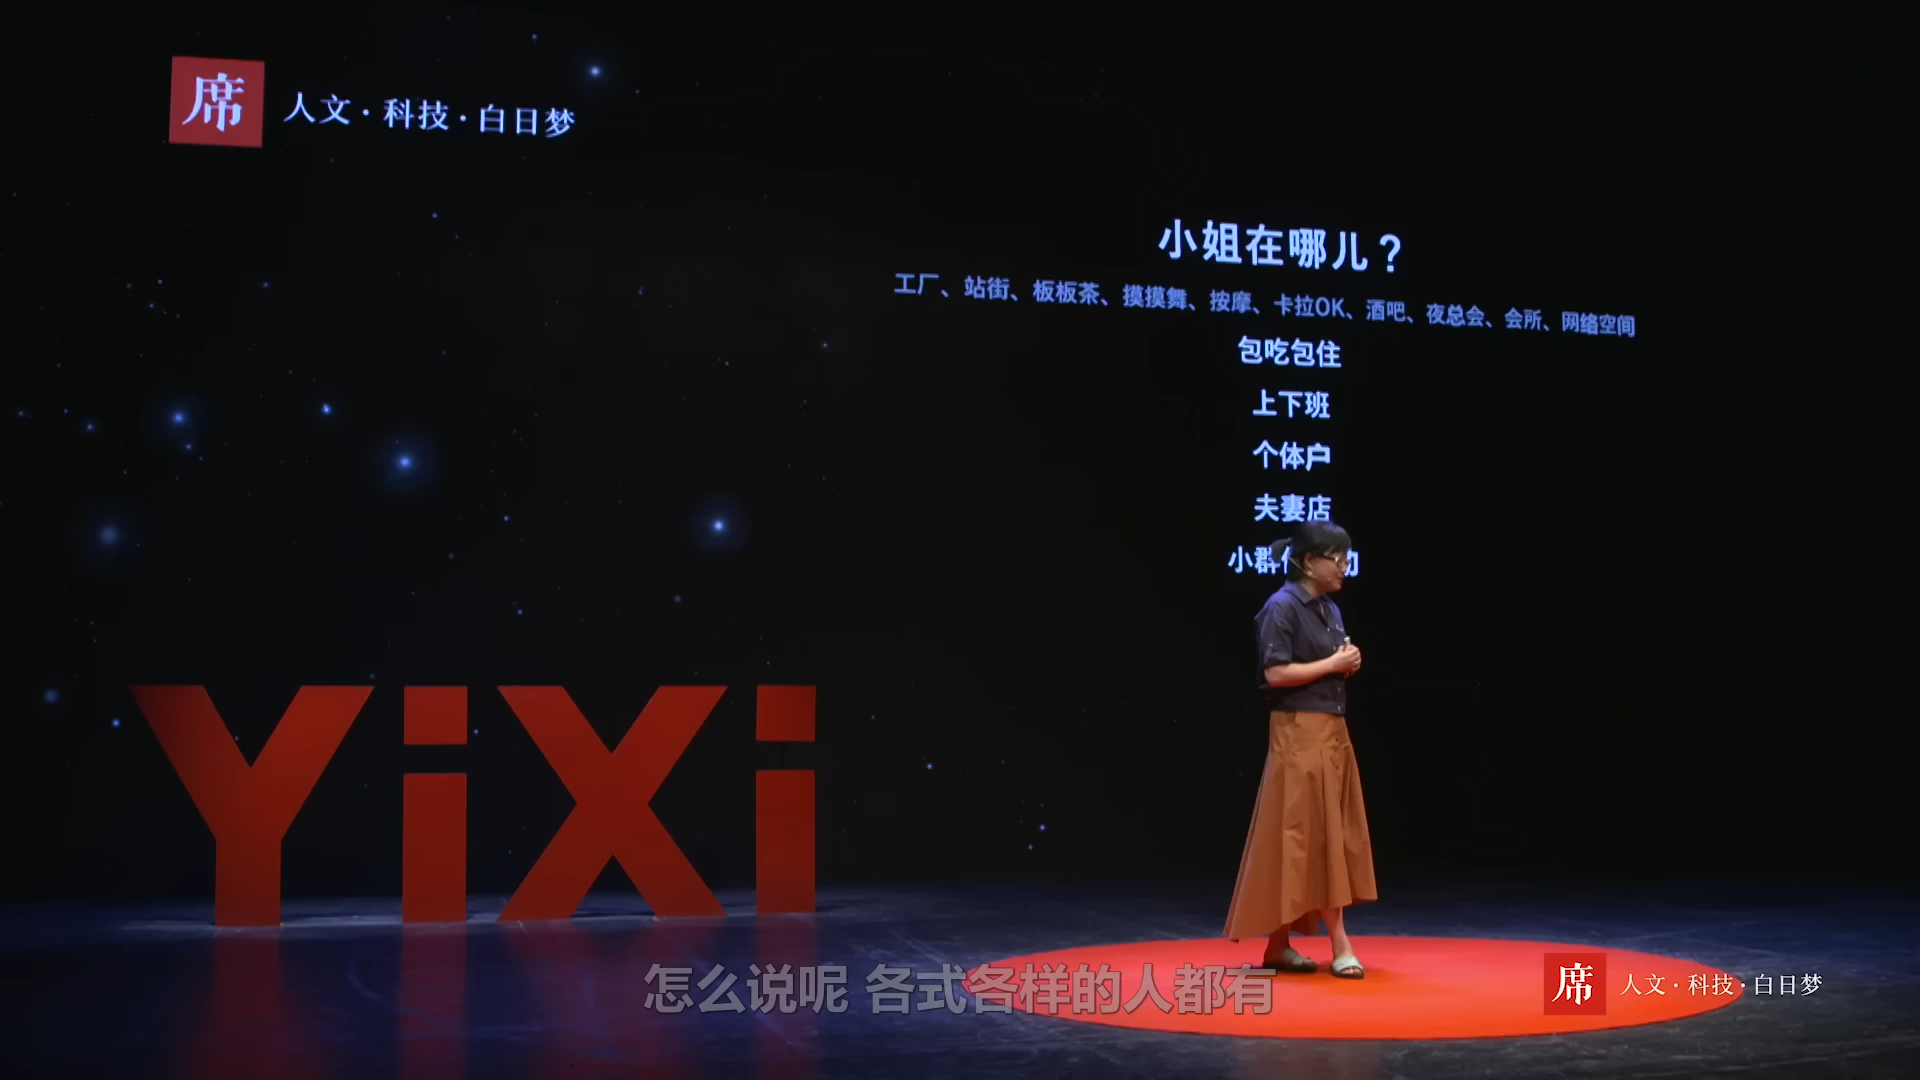 席 人文·科技·白日梦
小姐在哪儿？
工厂、站街、板板茶、摸摸舞、按摩、卡拉OK、酒吧、夜总会、会所、网络空间
包吃包住
上下班
个体户
夫妻店
小群
YiXi
怎么说呢 各式各样的人都有
席 人文·科技·白日梦